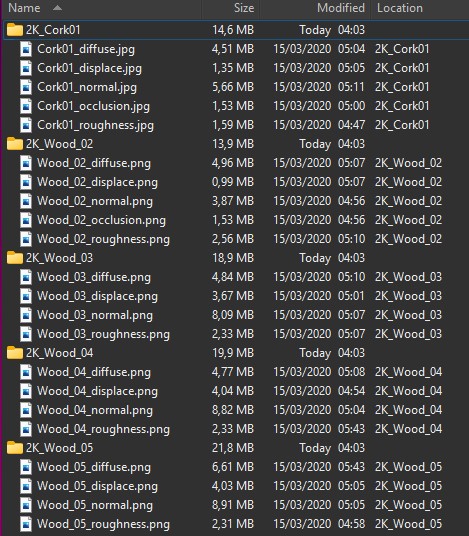 Name Size Modified Location
2K_Cork01 14,6 MB Today 04:03
Cork01_diffuse.jpg 4,51 MB 15/03/2020 05:04 2K_Cork01
Cork01_displace.jpg 1,35 MB 15/03/2020 05:05 2K_Cork01
Cork01_normal.jpg 5,66 MB 15/03/2020 05:11 2K_Cork01
Cork01_occlusion.jpg 1,53 MB 15/03/2020 05:00 2K_Cork01
Cork01_roughness.jpg 1,59 MB 15/03/2020 04:47 2K_Cork01
2K_Wood_02 13,9 MB Today 04:03
Wood_02_diffuse.png 4,96 MB 15/03/2020 05:07 2K_Wood_02
Wood_02_displace.png 0,99 MB 15/03/2020 05:07 2K_Wood_02
Wood_02_normal.png 3,87 MB 15/03/2020 04:56 2K_Wood_02
Wood_02_occlusion.png 1,53 MB 15/03/2020 04:56 2K_Wood_02
Wood_02_roughness.png 2,56 MB 15/03/2020 05:10 2K_Wood_02
2K_Wood_03 18,9 MB Today 04:03
Wood_03_diffuse.png 4,84 MB 15/03/2020 05:10 2K_Wood_03
Wood_03_displace.png 3,67 MB 15/03/2020 05:01 2K_Wood_03
Wood_03_normal.png 8,09 MB 15/03/2020 05:07 2K_Wood_03
Wood_03_roughness.png 2,33 MB 15/03/2020 05:07 2K_Wood_03
2K_Wood_04 19,9 MB Today 04:03
Wood_04_diffuse.png 4,77 MB 15/03/2020 05:08 2K_Wood_04
Wood_04_displace.png 4,04 MB 15/03/2020 04:54 2K_Wood_04
Wood_04_normal.png 8,82 MB 15/03/2020 05:04 2K_Wood_04
Wood_04_roughness.png 2,33 MB 15/03/2020 05:43 2K_Wood_04
2K_Wood_05 21,8 MB Today 04:03
Wood_05_diffuse.png 6,61 MB 15/03/2020 05:43 2K_Wood_05
Wood_05_displace.png 4,03 MB 15/03/2020 05:05 2K_Wood_05
Wood_05_normal.png 8,91 MB 15/03/2020 05:05 2K_Wood_05
Wood_05_roughness.png 2,31 MB 15/03/2020 04:58 2K_Wood_05